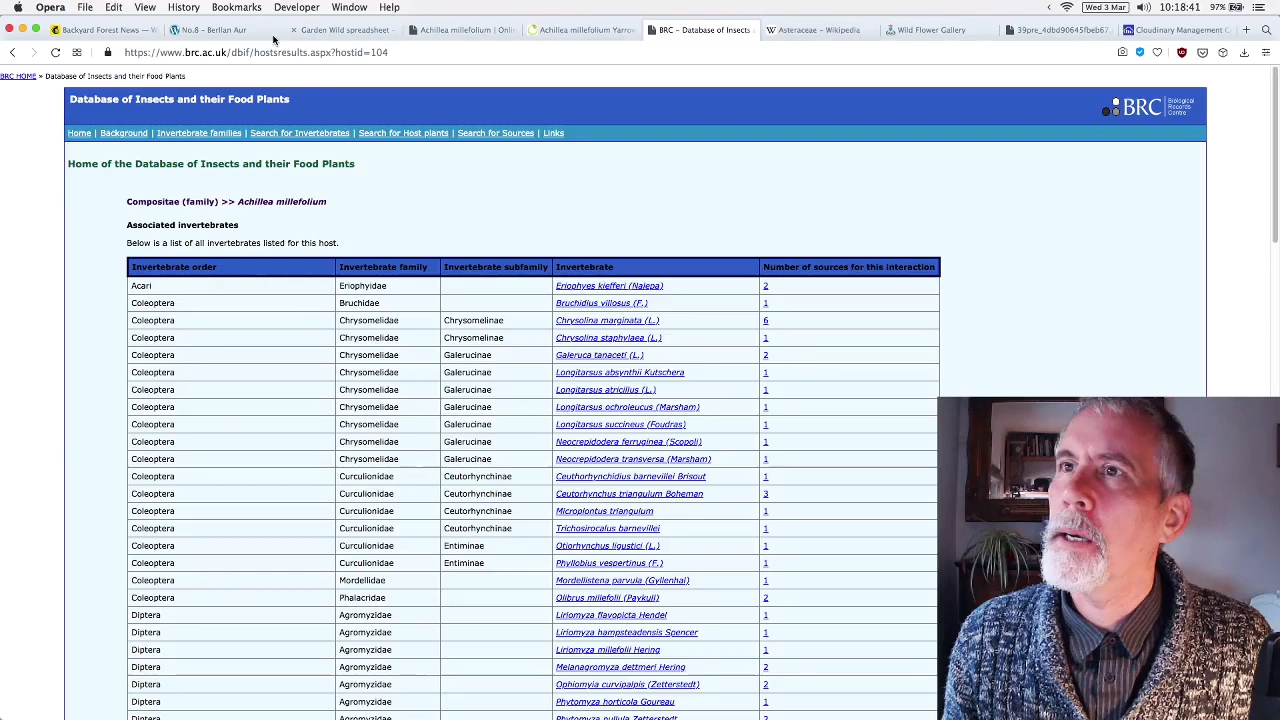 Opera File Edit View History Bookmarks Developer Window Help Wed 3 Mar 10:18:41 97%
Backyard Forest News — W No.8 – Berllan Aur Garden Wild spreadsheet – Achillea millefolium | Onli Achillea millefolium Yarrow BRC – Database of Insects Asteraceae – Wikipedia Wild Flower Gallery 39pre_4dbd90645fbeb67 Cloudinary Management C
https://www.brc.ac.uk/dbif/hostsresults.aspx?hostid=104
BRC HOME » Database of Insects and their Food Plants
Database of Insects and their Food Plants
BRC Biological Records Centre
Home | Background | Invertebrate families | Search for Invertebrates | Search for Host plants | Search for Sources | Links
Home of the Database of Insects and their Food Plants
Compositae (family) >> Achillea millefolium
Associated invertebrates
Below is a list of all invertebrates listed for this host.
Invertebrate order Invertebrate family Invertebrate subfamily Invertebrate Number of sources for this interaction
Acari Eriophyidae Eriophyes kiefferi (Nalepa) 2
Coleoptera Bruchidae Bruchidius villosus (F.) 1
Coleoptera Chrysomelidae Chrysomelinae Chrysolina marginata (L.) 6
Coleoptera Chrysomelidae Chrysomelinae Chrysolina staphylaea (L.) 1
Coleoptera Chrysomelidae Galerucinae Galeruca tanaceti (L.) 2
Coleoptera Chrysomelidae Galerucinae Longitarsus absynthii Kutschera 1
Coleoptera Chrysomelidae Galerucinae Longitarsus atricillus (L.) 1
Coleoptera Chrysomelidae Galerucinae Longitarsus ochroleucus (Marsham) 1
Coleoptera Chrysomelidae Galerucinae Longitarsus succineus (Foudras) 1
Coleoptera Chrysomelidae Galerucinae Neocrepidodera ferruginea (Scopoli) 1
Coleoptera Chrysomelidae Galerucinae Neocrepidodera transversa (Marsham) 1
Coleoptera Curculionidae Ceutorhynchinae Ceuthorhynchidius barnevillei Brisout 1
Coleoptera Curculionidae Ceutorhynchinae Ceutorhynchus triangulum Boheman 3
Coleoptera Curculionidae Ceutorhynchinae Microplontus triangulum 1
Coleoptera Curculionidae Ceutorhynchinae Trichosirocalus barnevillei 1
Coleoptera Curculionidae Entiminae Otiorhynchus ligustici (L.) 1
Coleoptera Curculionidae Entiminae Phyllobius vespertinus (F.) 1
Coleoptera Mordellidae Mordellistena parvula (Gyllenhal) 1
Coleoptera Phalacridae Olibrus millefolii (Paykull) 2
Diptera Agromyzidae Liriomyza flavopicta Hendel 1
Diptera Agromyzidae Liriomyza hampsteadensis Spencer 1
Diptera Agromyzidae Liriomyza millefolii Hering 1
Diptera Agromyzidae Melanagromyza dettmeri Hering 2
Diptera Agromyzidae Ophiomyia curvipalpis (Zetterstedt) 2
Diptera Agromyzidae Phytomyza horticola Goureau 1
Diptera Agromyzidae Phytomyza pullula Zetterstedt 2